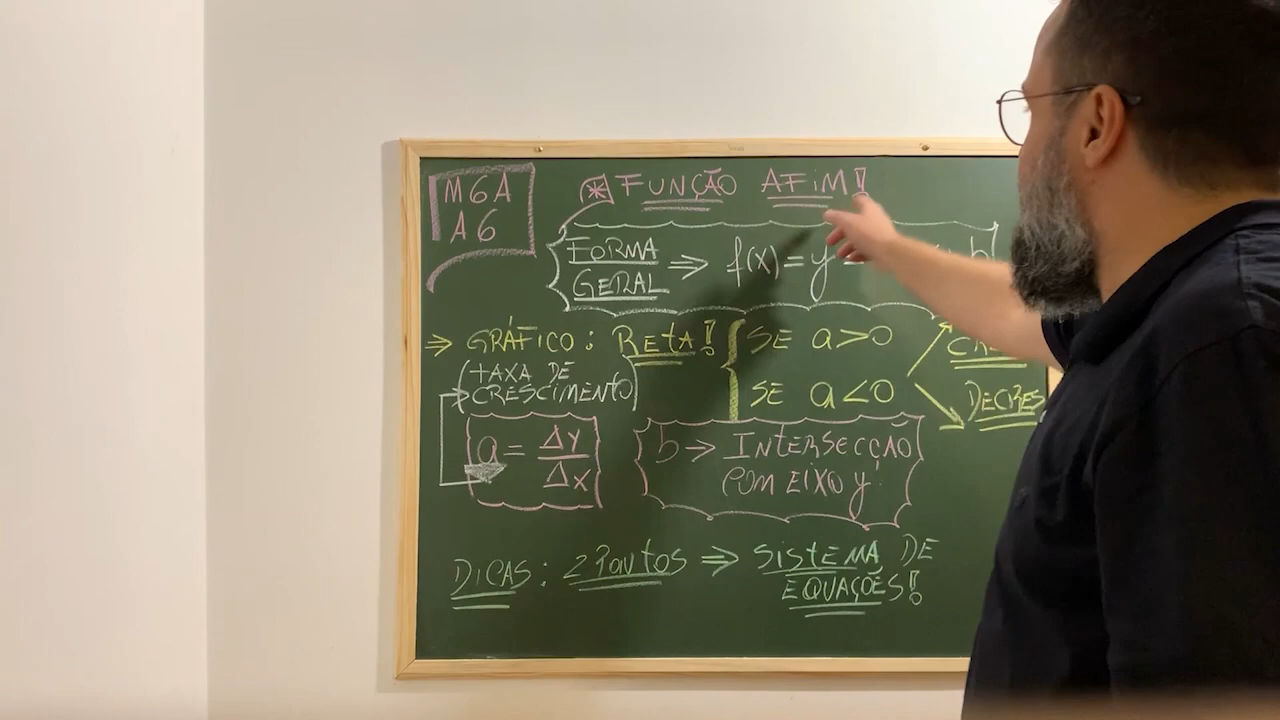 M6A
A6
* FUNÇÃO AFIM!
FORMA
GERAL ⇒ f(x) = y = b
⇒ GRÁFICO: RETA!
SE a>0
SE a<0
DECRES
(TAXA DE
CRESCIMENTO)
a = Δy/Δx
b → INTERSECÇÃO
COM EIXO y!
DICAS: 2 PONTOS ⇒ SISTEMA DE
EQUAÇÕES!